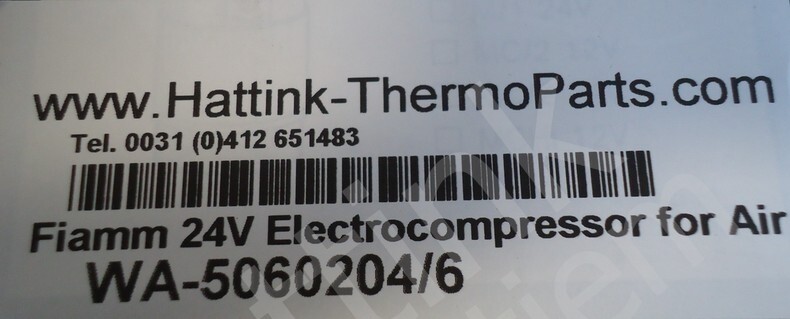 www.Hattink-ThermoParts.com
Tel. 0031 (0)412 651483
Fiamm 24V Electrocompressor for Air
WA-5060204/6